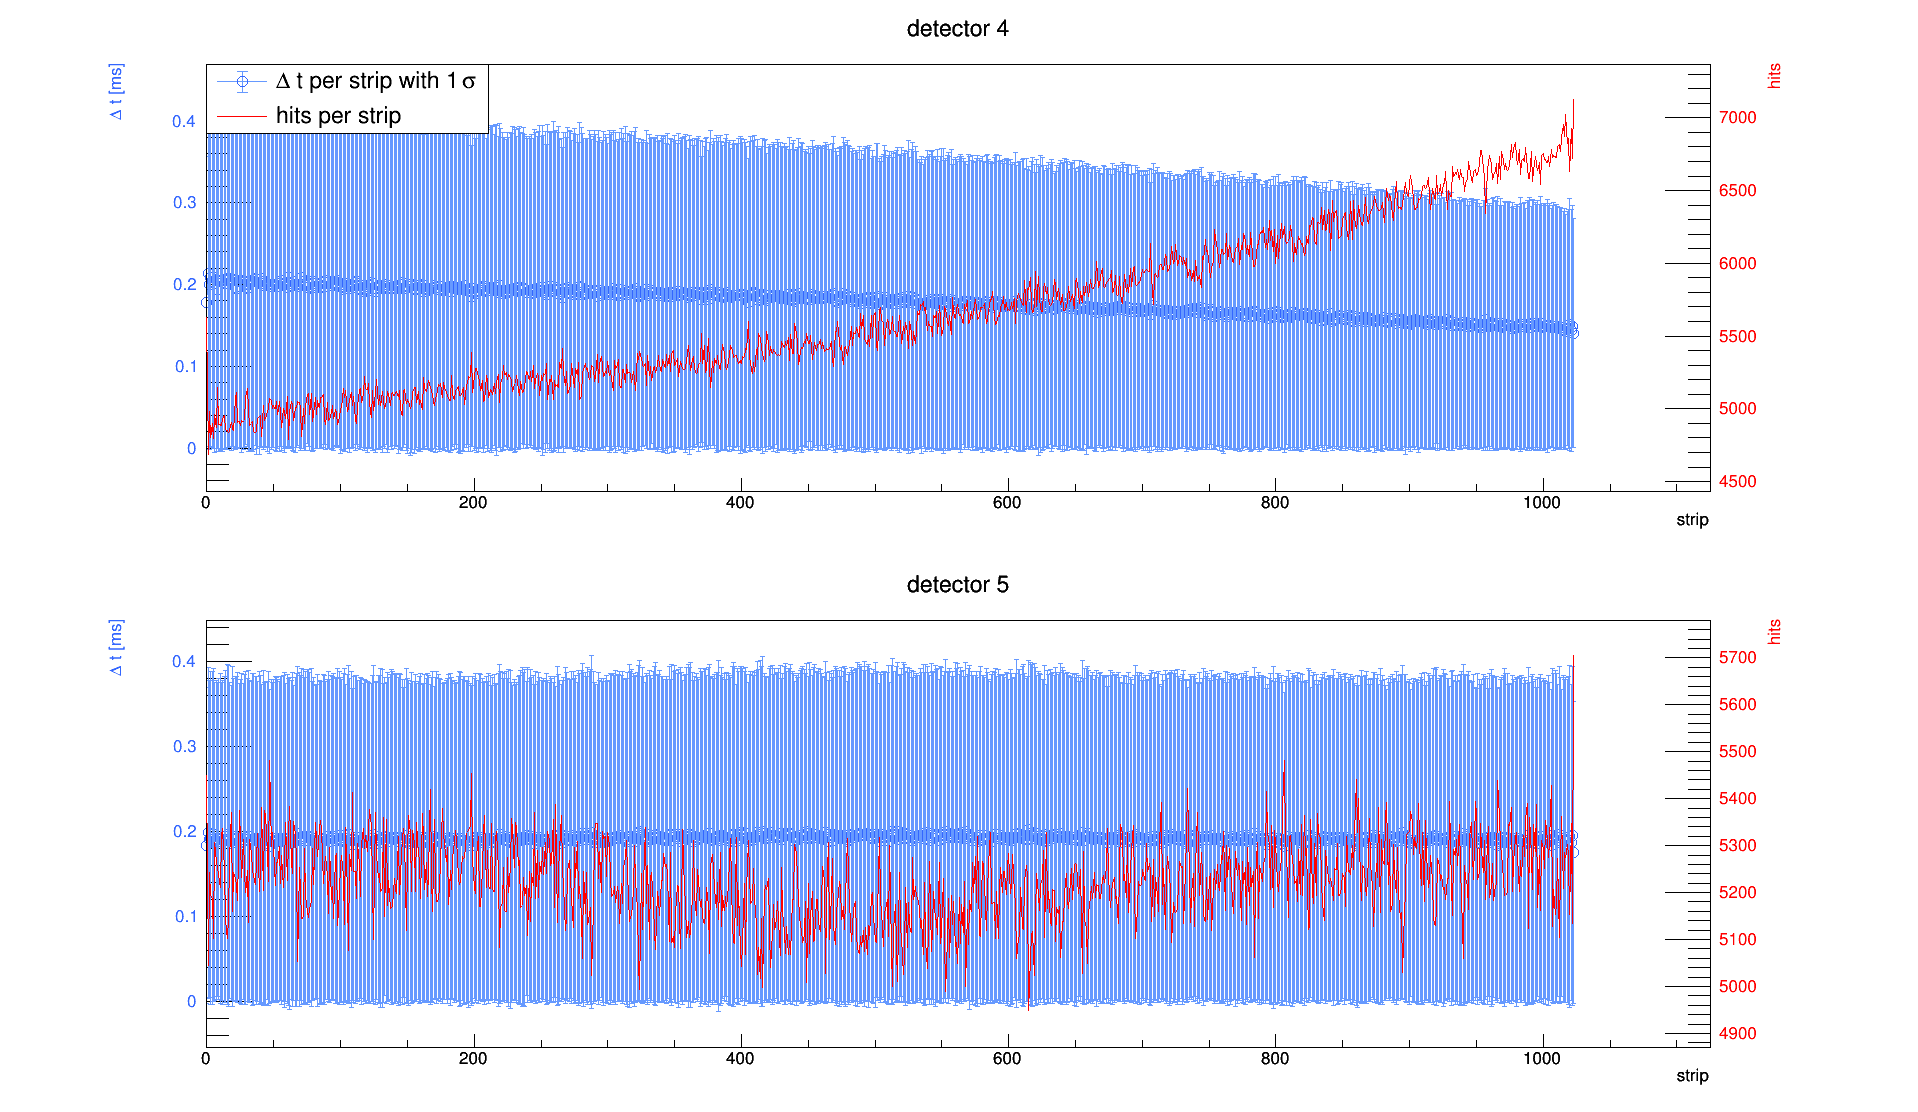 detector 4
Δ t [ms]
hits
Δ t per strip with 1 σ
hits per strip
0.4
0.3
0.2
0.1
0
7000
6500
6000
5500
5000
4500
0 200 400 600 800 1000
strip
detector 5
Δ t [ms]
hits
0.4
0.3
0.2
0.1
0
5700
5600
5500
5400
5300
5200
5100
5000
4900
0 200 400 600 800 1000
strip